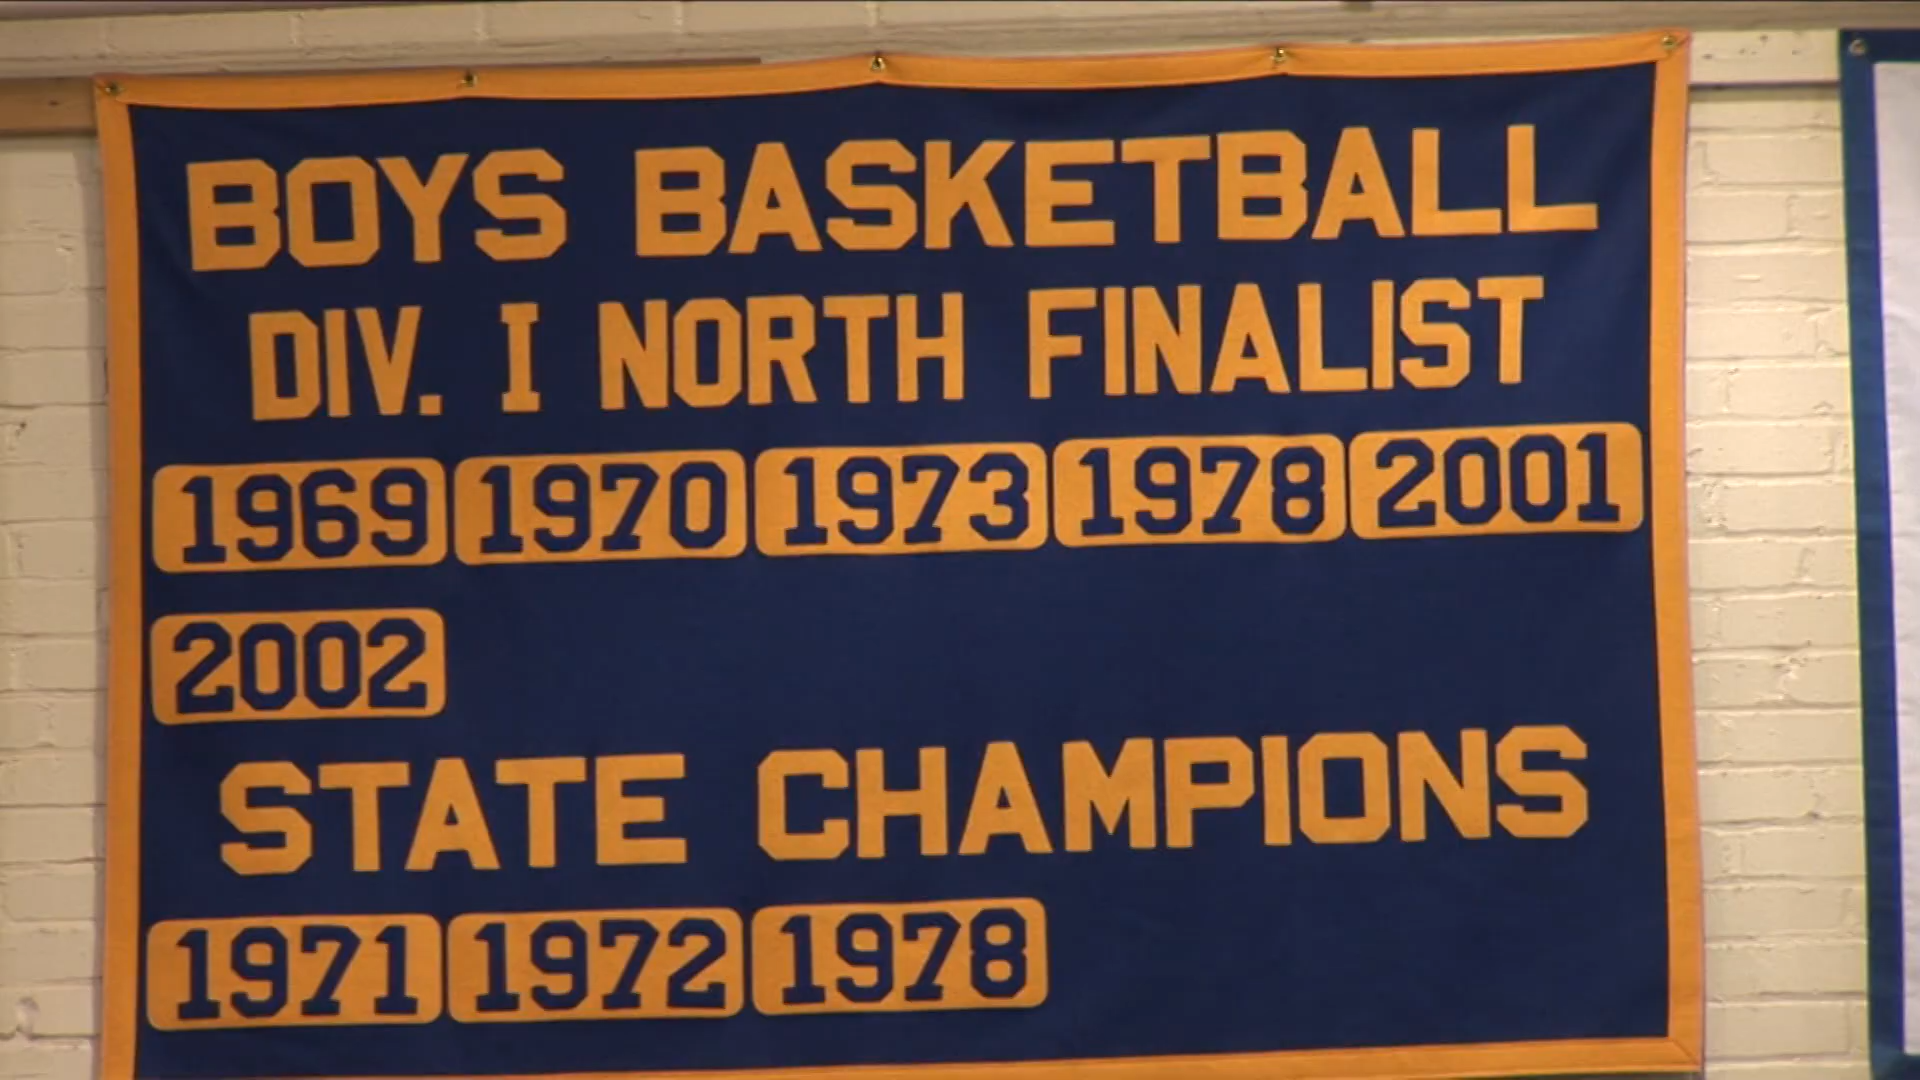 BOYS BASKETBALL
DIV. I NORTH FINALIST
1969 1970 1973 1978 2001
2002
STATE CHAMPIONS
1971 1972 1978